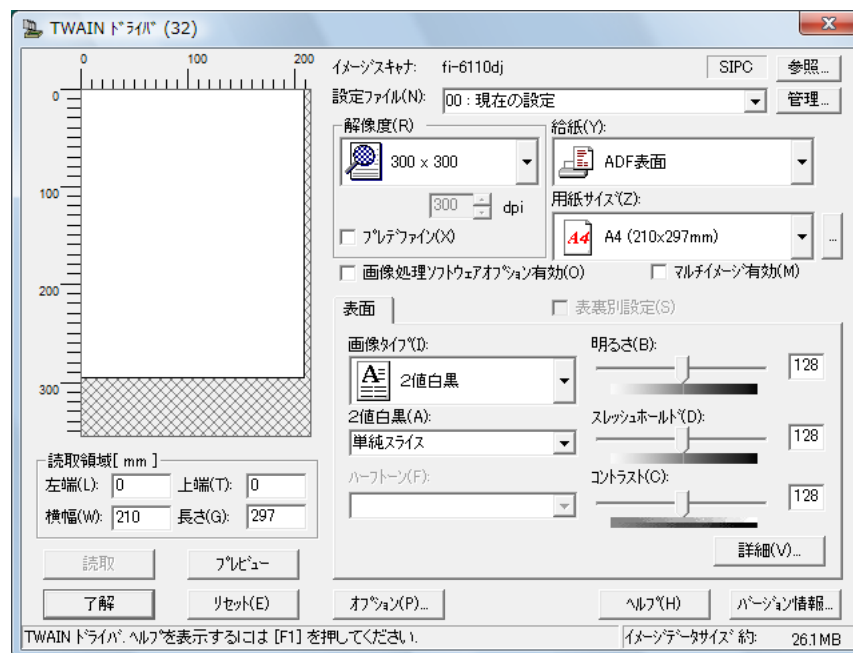 TWAIN ﾄﾞﾗｲﾊﾞ (32)
0 100 200
0
100
200
300
ｲﾒｰｼﾞｽｷｬﾅ: fi-6110dj SIPC 参照...
設定ﾌｧｲﾙ(N): 00 : 現在の設定 管理...
解像度(R)
300 x 300
300 dpi
ﾌﾟﾚﾃﾞﾌｧｲﾝ(X)
給紙(Y):
ADF表面
用紙ｻｲｽﾞ(Z):
A4 A4 (210x297mm) ...
画像処理ｿﾌﾄｳｪｱｵﾌﾟｼｮﾝ有効(O) ﾏﾙﾁｲﾒｰｼﾞ有効(M)
表面 表裏別設定(S)
画像ﾀｲﾌﾟ(I):
A 2値白黒
2値白黒(A):
単純ｽﾗｲｽ
ﾊｰﾌﾄｰﾝ(F):
明るさ(B):
128
ｽﾚｯｼｭﾎｰﾙﾄﾞ(D):
128
ｺﾝﾄﾗｽﾄ(C):
128
詳細(V)...
読取領域[ mm ]
左端(L): 0 上端(T): 0
横幅(W): 210 長さ(G): 297
読取 ﾌﾟﾚﾋﾞｭｰ
了解 ﾘｾｯﾄ(E) ｵﾌﾟｼｮﾝ(P)... ﾍﾙﾌﾟ(H) ﾊﾞｰｼﾞｮﾝ情報...
TWAIN ﾄﾞﾗｲﾊﾞ. ﾍﾙﾌﾟを表示するには [F1] を押してください. ｲﾒｰｼﾞﾃﾞｰﾀｻｲｽﾞ 約: 26.1MB